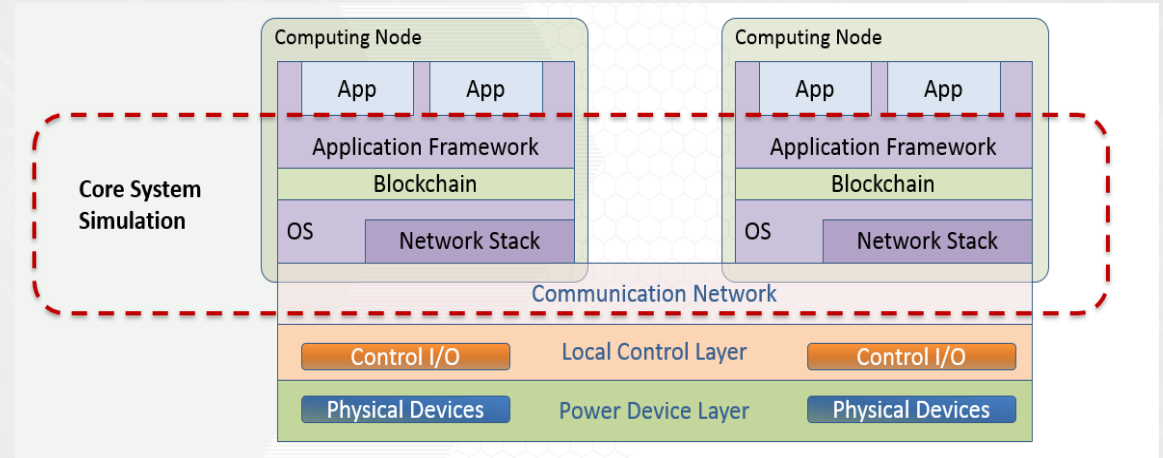 Computing Node
Computing Node
App
App
App
App
Application Framework
Application Framework
Core System
Simulation
Blockchain
Blockchain
OS
Network Stack
OS
Network Stack
Communication Network
Control I/O
Local Control Layer
Control I/O
Physical Devices
Power Device Layer
Physical Devices